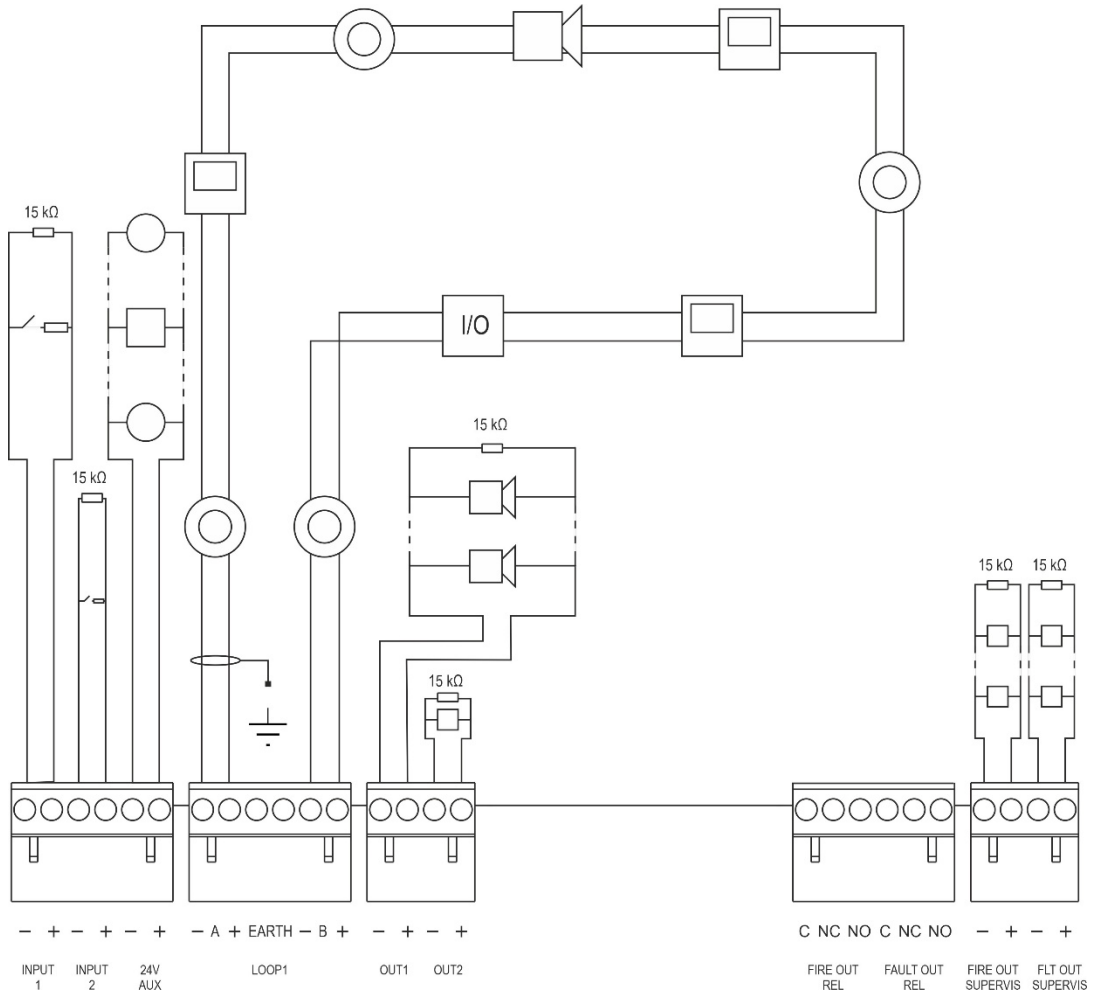 15 kΩ
I/O
15 kΩ
15 kΩ
15 kΩ 15 kΩ
15 kΩ
− + − + − + − A + EARTH − B + − + − + C NC NO C NC NO − + − +
INPUT 1
INPUT 2
24V AUX
LOOP1
OUT1
OUT2
FIRE OUT REL
FAULT OUT REL
FIRE OUT SUPERVIS
FLT OUT SUPERVIS